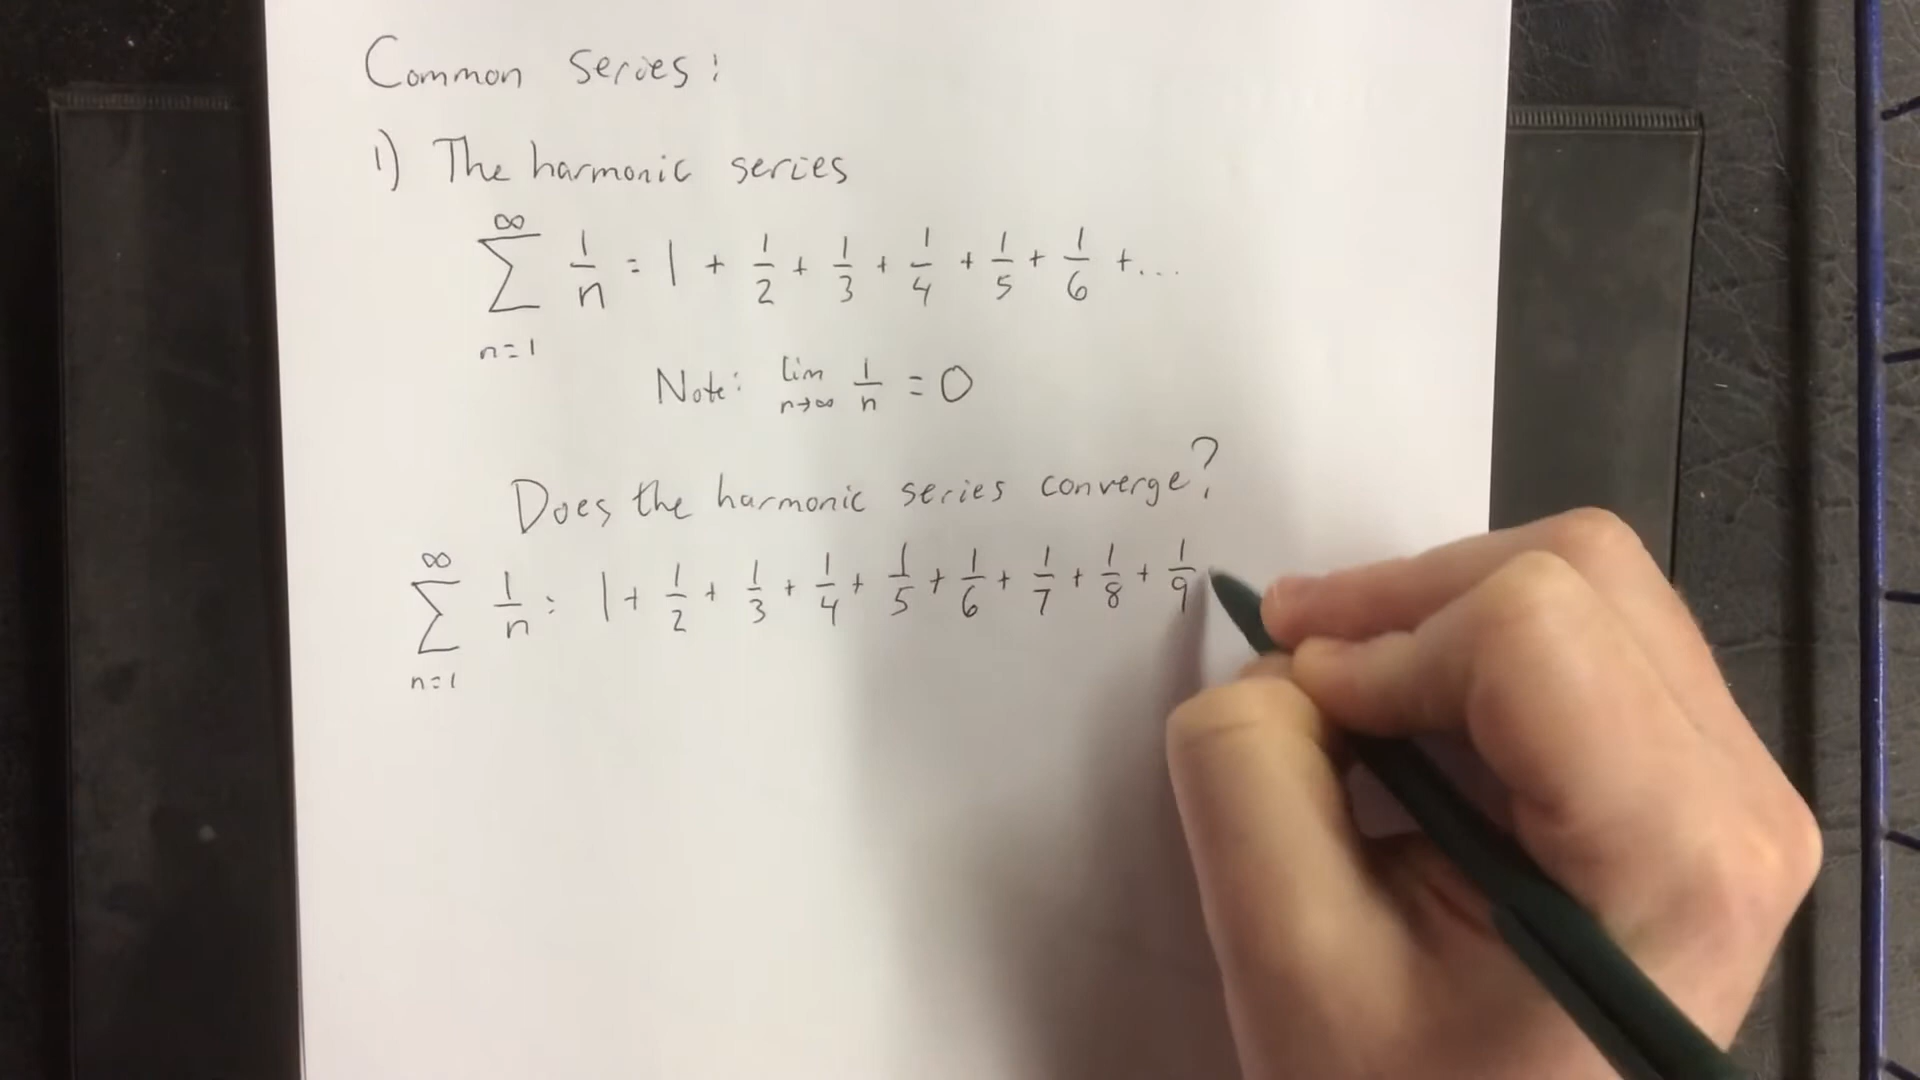 Common series:
1) The harmonic series
∞
∑ 1/n = 1 + 1/2 + 1/3 + 1/4 + 1/5 + 1/6 + ...
n=1
Note: lim n→∞ 1/n = 0
Does the harmonic series converge?
∞
∑ 1/n = 1 + 1/2 + 1/3 + 1/4 + 1/5 + 1/6 + 1/7 + 1/8 + 1/9
n=1